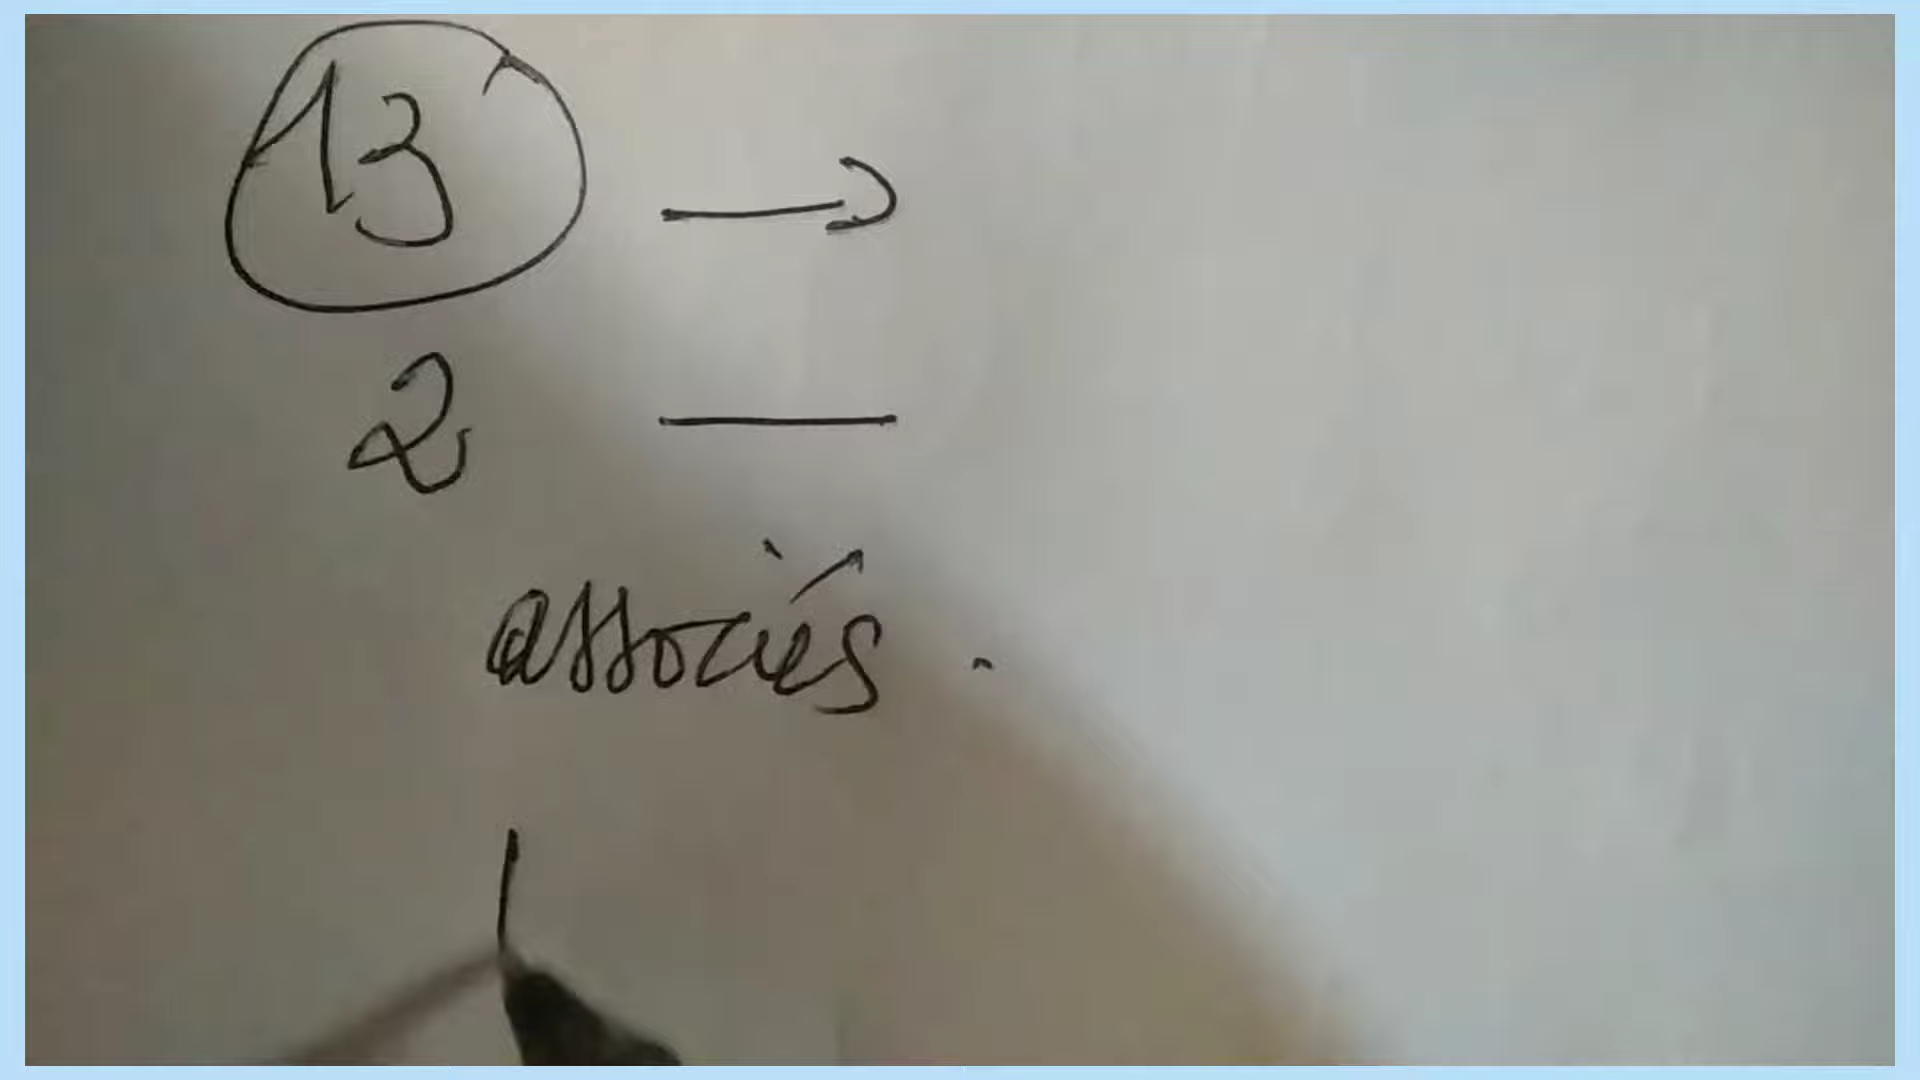 13 →
2 —
associés .